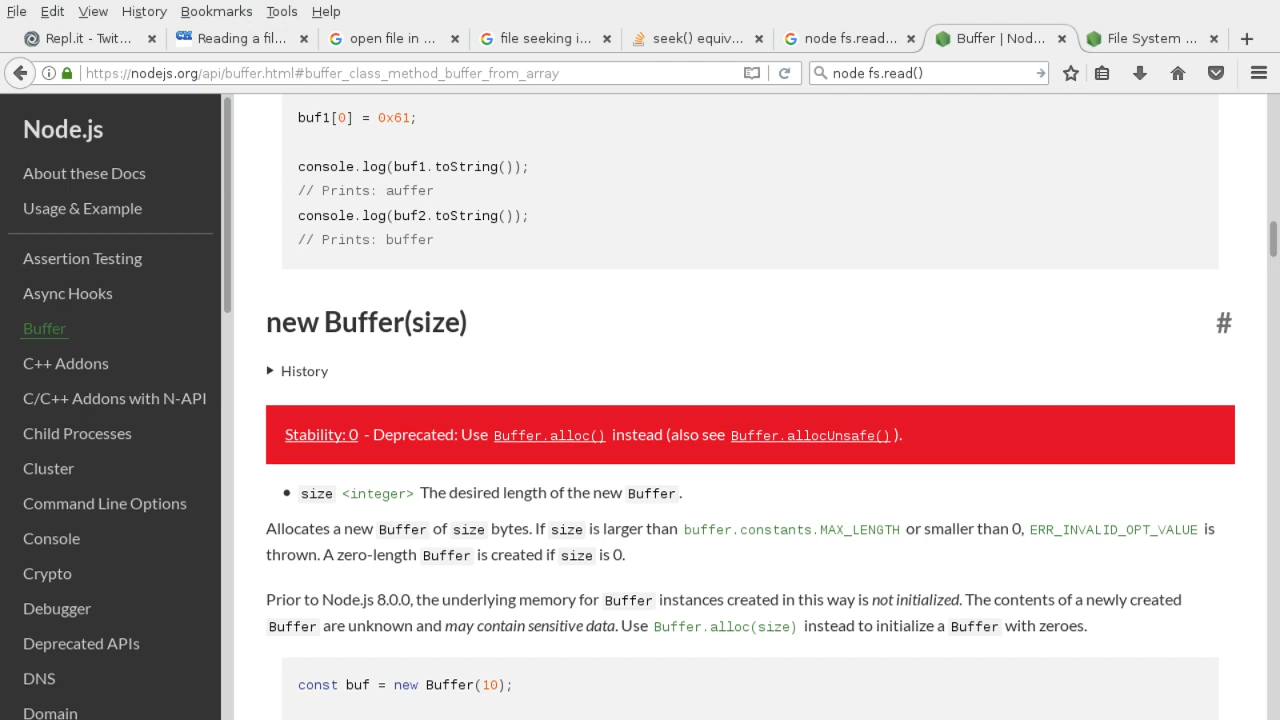 File Edit View History Bookmarks Tools Help
Repl.it - Twit... × Reading a fil... × open file in ... × file seeking i... × seek() equiv... × node fs.read... × Buffer | Nod... × File System ... ×
https://nodejs.org/api/buffer.html#buffer_class_method_buffer_from_array node fs.read()
Node.js
About these Docs
Usage & Example
Assertion Testing
Async Hooks
Buffer
C++ Addons
C/C++ Addons with N-API
Child Processes
Cluster
Command Line Options
Console
Crypto
Debugger
Deprecated APIs
DNS
Domain
buf1[0] = 0x61;
console.log(buf1.toString());
// Prints: auffer
console.log(buf2.toString());
// Prints: buffer
new Buffer(size) #
History
Stability: 0 - Deprecated: Use Buffer.alloc() instead (also see Buffer.allocUnsafe() ).
size <integer> The desired length of the new Buffer.
Allocates a new Buffer of size bytes. If size is larger than buffer.constants.MAX_LENGTH or smaller than 0, ERR_INVALID_OPT_VALUE is
thrown. A zero-length Buffer is created if size is 0.
Prior to Node.js 8.0.0, the underlying memory for Buffer instances created in this way is not initialized. The contents of a newly created
Buffer are unknown and may contain sensitive data. Use Buffer.alloc(size) instead to initialize a Buffer with zeroes.
const buf = new Buffer(10);